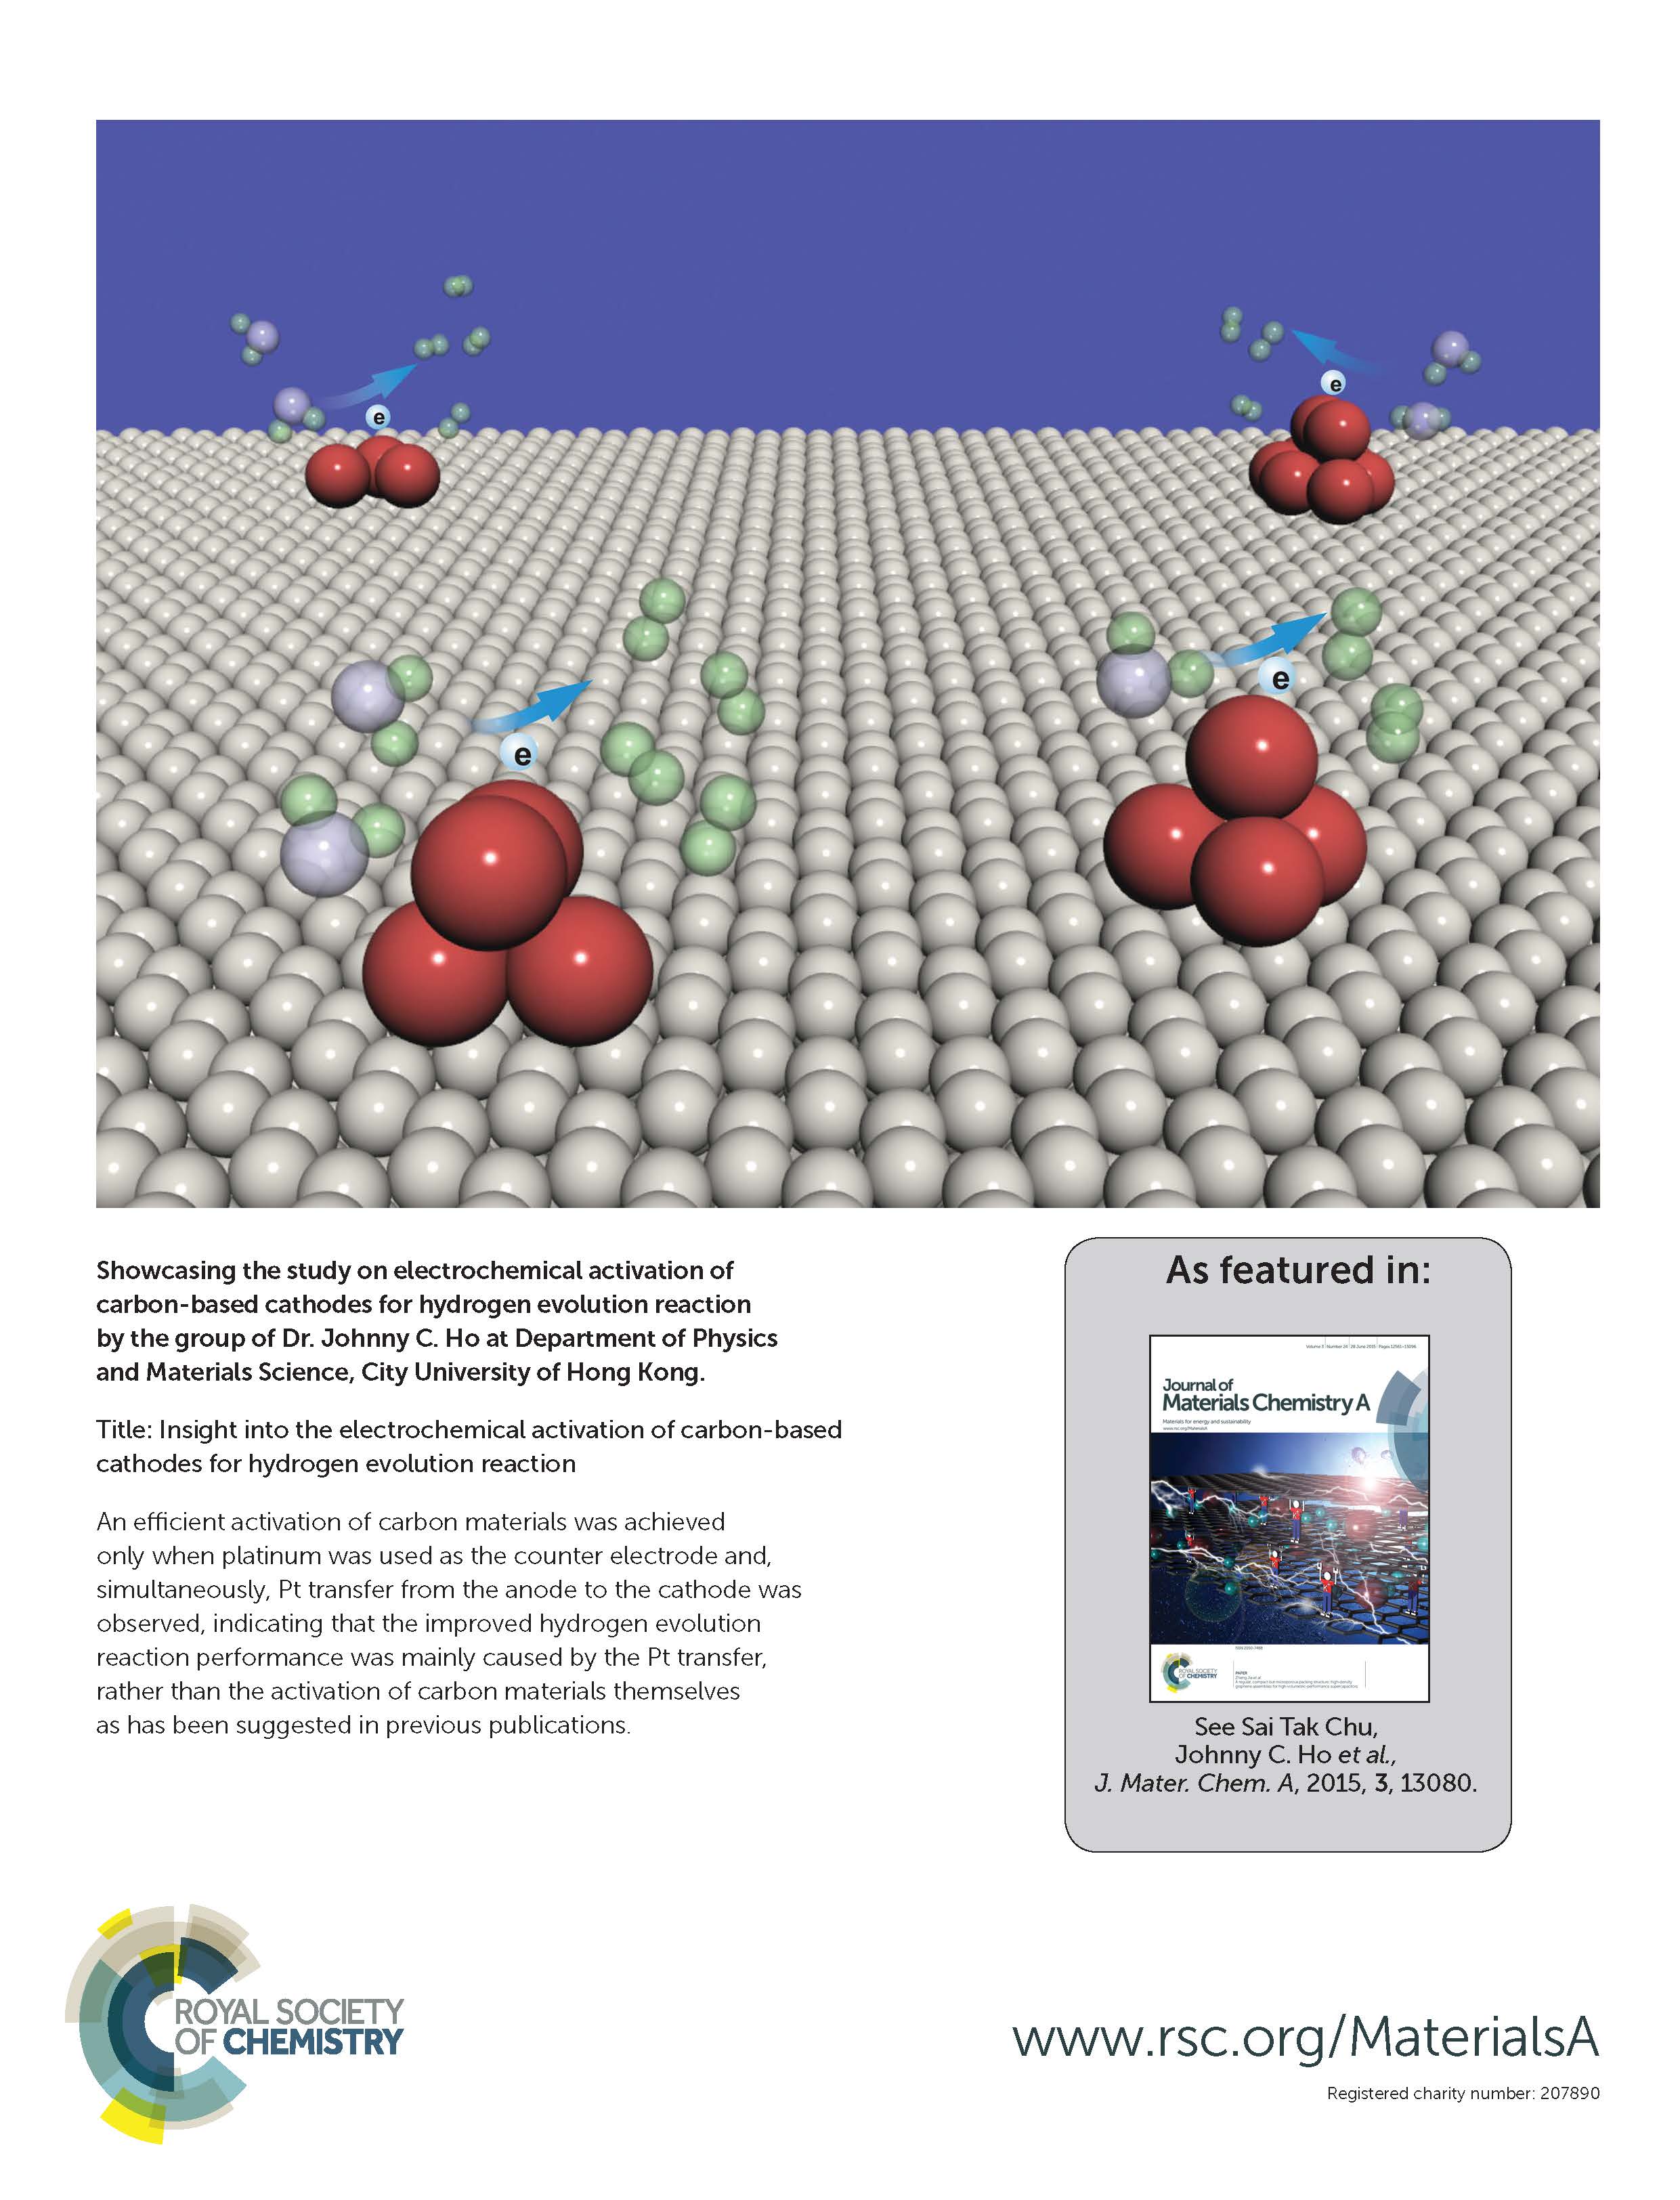 e
e
e
e
Showcasing the study on electrochemical activation of
carbon-based cathodes for hydrogen evolution reaction
by the group of Dr. Johnny C. Ho at Department of Physics
and Materials Science, City University of Hong Kong.
Title: Insight into the electrochemical activation of carbon-based
cathodes for hydrogen evolution reaction
An efficient activation of carbon materials was achieved
only when platinum was used as the counter electrode and,
simultaneously, Pt transfer from the anode to the cathode was
observed, indicating that the improved hydrogen evolution
reaction performance was mainly caused by the Pt transfer,
rather than the activation of carbon materials themselves
as has been suggested in previous publications.
As featured in:
Journal of
Materials Chemistry A
Materials for energy and sustainability
www.rsc.org/MaterialsA
ROYAL SOCIETY
OF CHEMISTRY
PAPER
See Sai Tak Chu,
Johnny C. Ho et al.,
J. Mater. Chem. A, 2015, 3, 13080.
ROYAL SOCIETY
OF CHEMISTRY
www.rsc.org/MaterialsA
Registered charity number: 207890